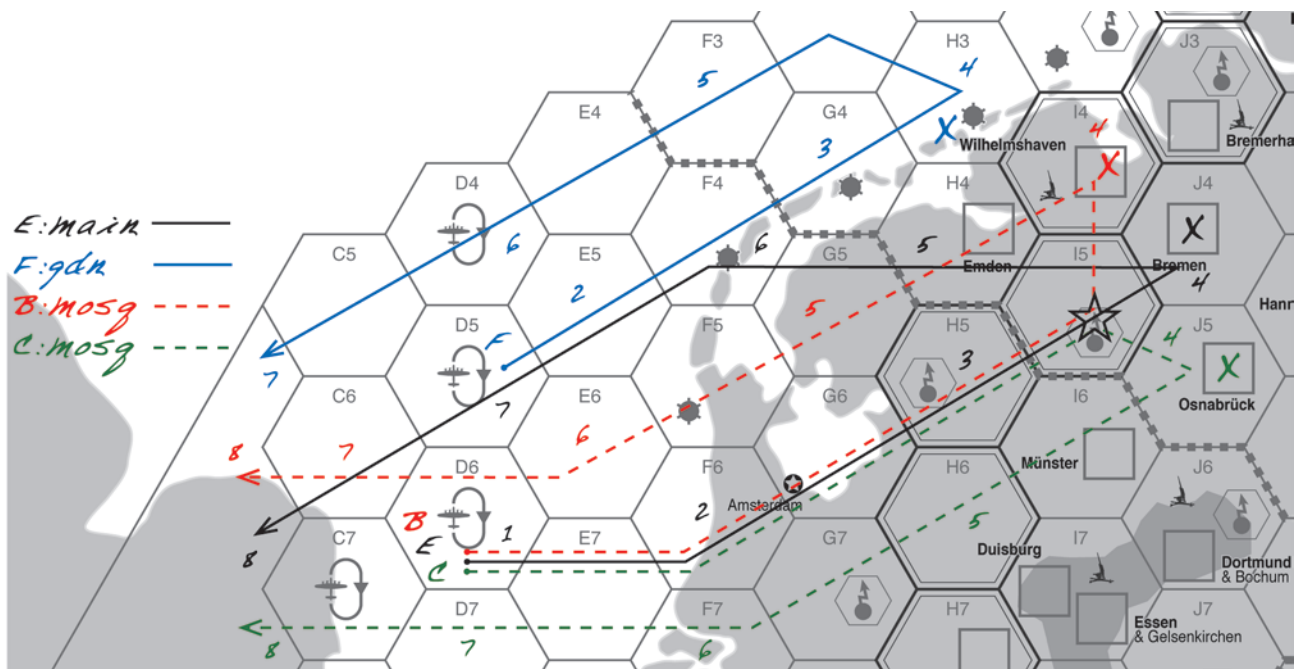 F3
H3
J3
5
4
E4
G4
I4
4
3
X
Wilhelmshaven
X
Bremerha
D4
F4
H4
J4
E: main
F: gdn
B: mosq
C: mosq
C5
6
E5
6
G5
5
I5
X
Emden
Bremen
4
2
Hann
D5
F
F5
5
H5
J5
4
3
7
X
C6
7
E6
G6
I6
Osnabrück
7
6
8
D6
F6
H6
Münster
J6
Amsterdam
B
2
E
1
5
C7
E7
G7
Duisburg
I7
8
C
Dortmund
& Bochum
D7
F7
H7
J7
Essen
& Gelsenkirchen
8
7
6